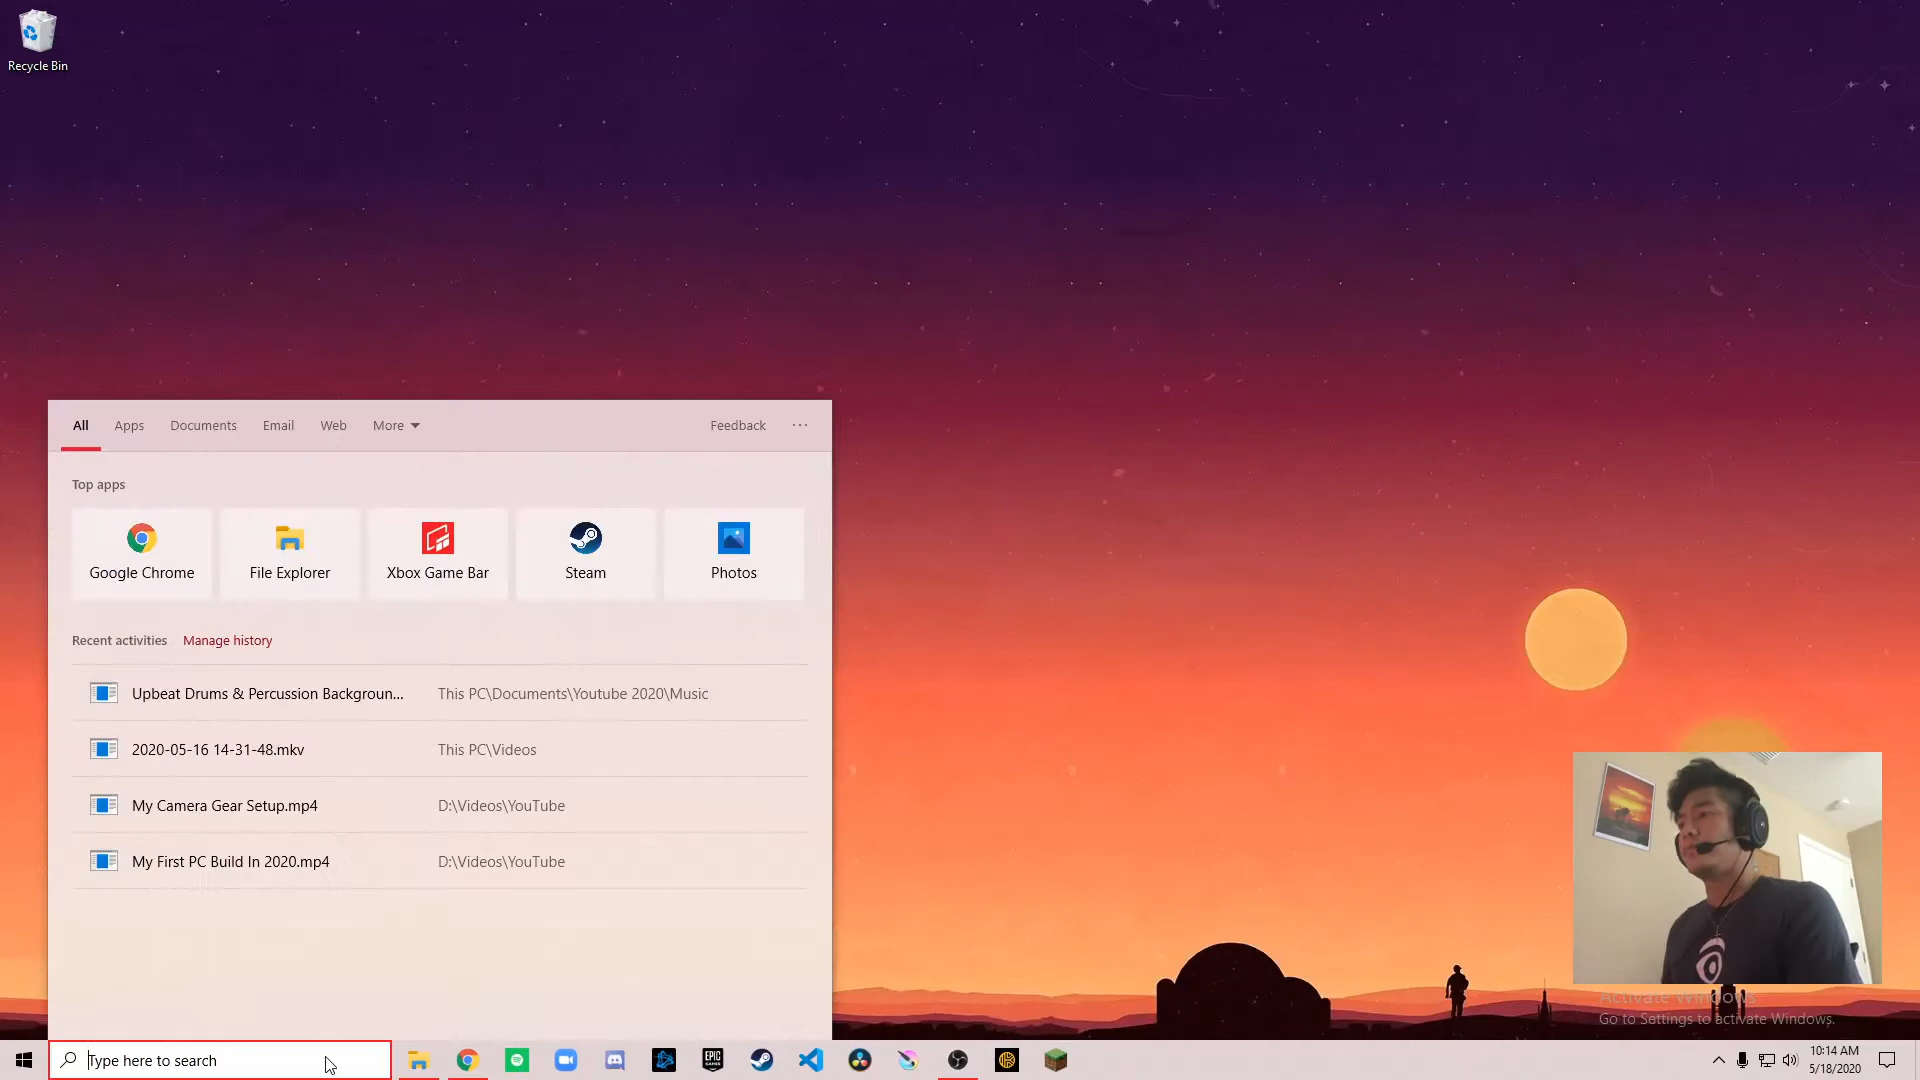 Recycle Bin
All Apps Documents Email Web More Feedback ...
Top apps
Google Chrome File Explorer Xbox Game Bar Steam Photos
Recent activities Manage history
Upbeat Drums & Percussion Backgroun... This PC\Documents\Youtube 2020\Music
2020-05-16 14-31-48.mkv This PC\Videos
My Camera Gear Setup.mp4 D:\Videos\YouTube
My First PC Build In 2020.mp4 D:\Videos\YouTube
Activate Windows
Go to Settings to activate Windows.
Type here to search
EPIC GAMES
10:14 AM
5/18/2020